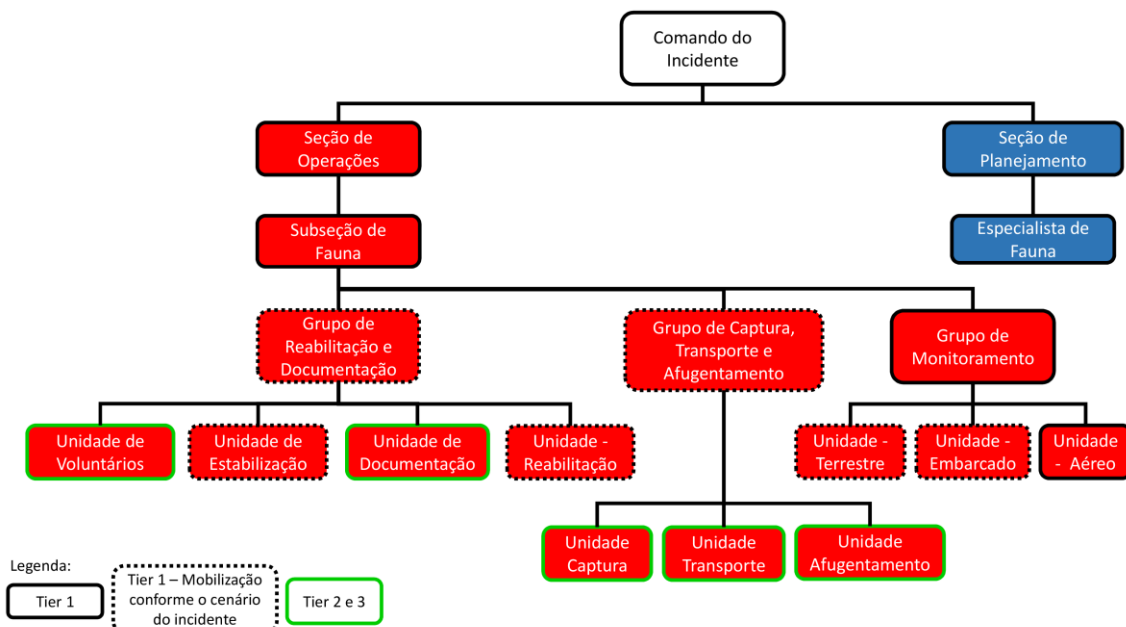 Comando do
Incidente
Seção de
Operações
Seção de
Planejamento
Subseção de
Fauna
Especialista de
Fauna
Grupo de
Reabilitação e
Documentação
Grupo de Captura,
Transporte e
Afugentamento
Grupo de
Monitoramento
Unidade de
Voluntários
Unidade de
Estabilização
Unidade de
Documentação
Unidade -
Reabilitação
Unidade -
Terrestre
Unidade -
Embarcado
Unidade
- Aéreo
Unidade
Captura
Unidade
Transporte
Unidade
Afugentamento
Legenda:
Tier 1
Tier 1 – Mobilização
conforme o cenário
do incidente
Tier 2 e 3